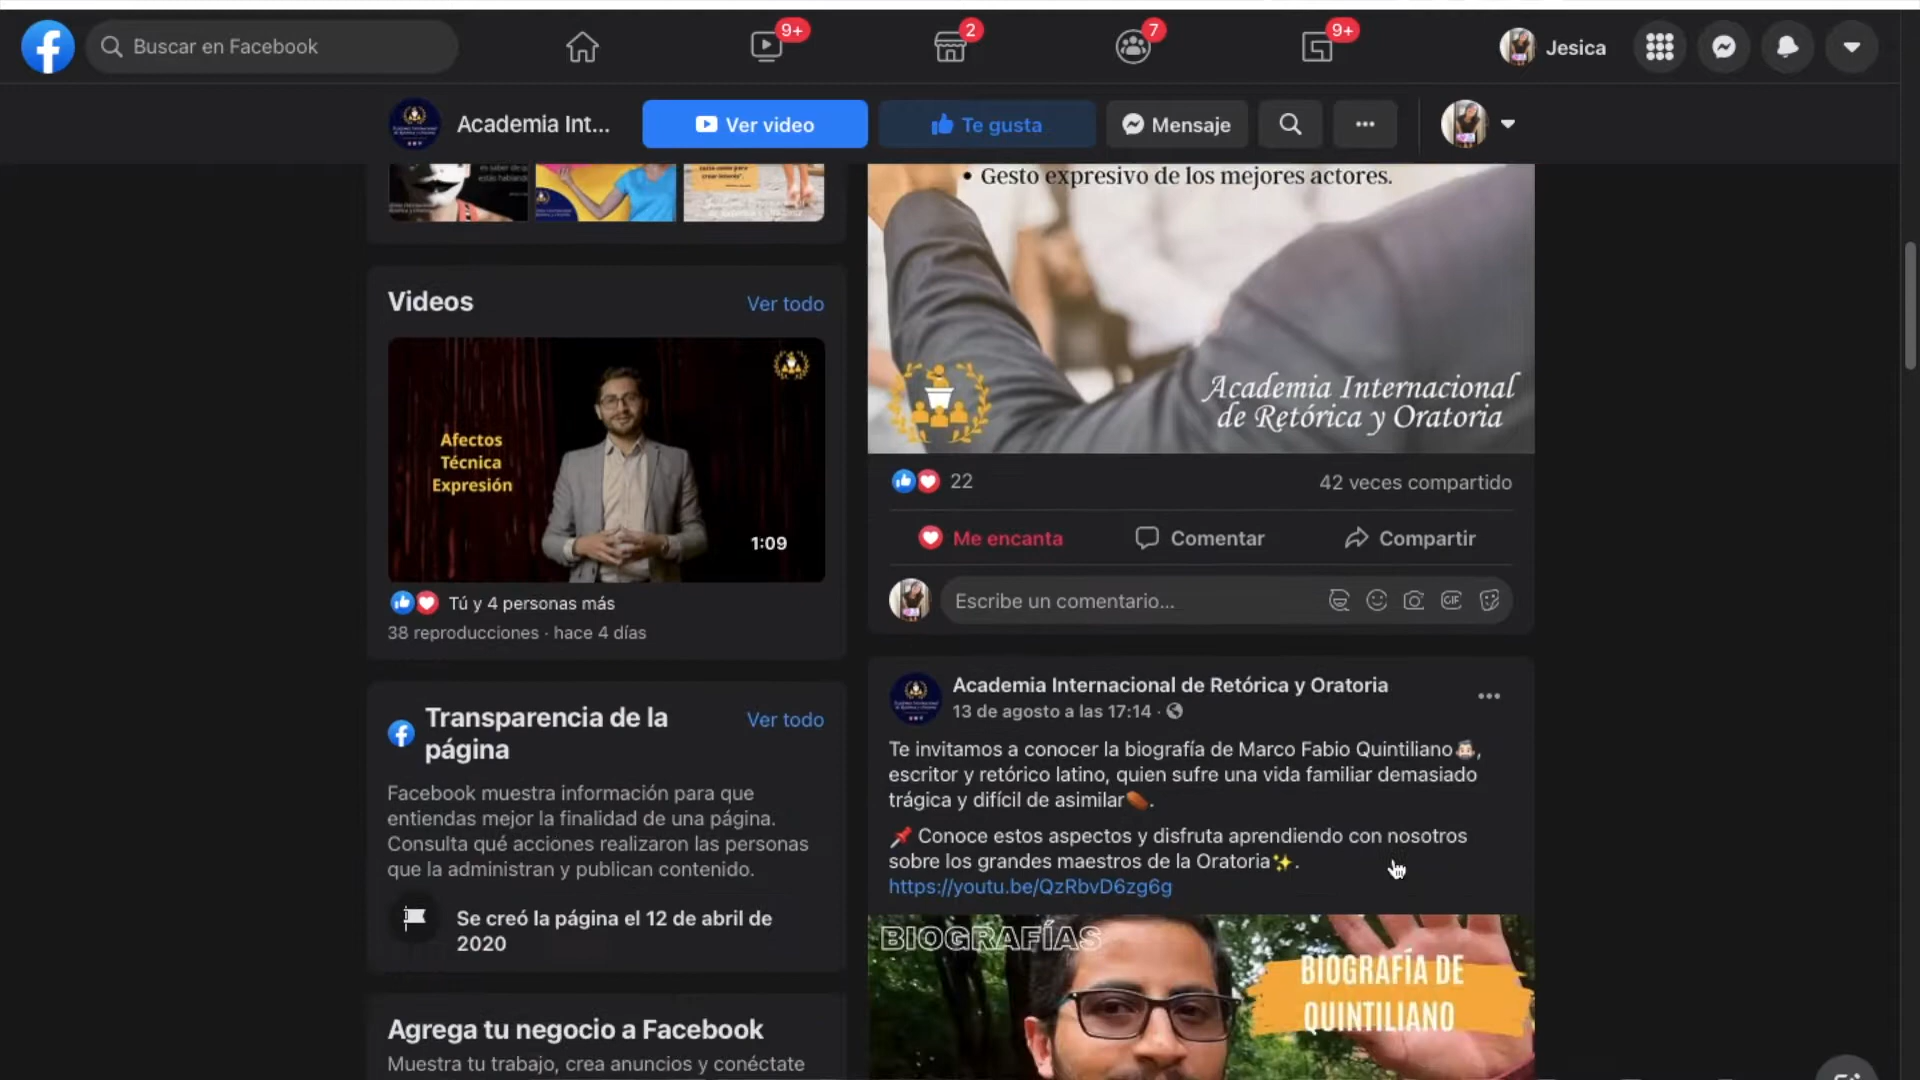 Buscar en Facebook
9+
2
7
9+
Jesica
Academia Int...
Ver video
Te gusta
Mensaje
en saber de q
estás habland
crear interés".
Videos
Ver todo
Afectos
Técnica
Expresión
1:09
Tú y 4 personas más
38 reproducciones · hace 4 días
Transparencia de la
página
Ver todo
Facebook muestra información para que
entiendas mejor la finalidad de una página.
Consulta qué acciones realizaron las personas
que la administran y publican contenido.
Se creó la página el 12 de abril de
2020
Agrega tu negocio a Facebook
Muestra tu trabajo, crea anuncios y conéctate
• Gesto expresivo de los mejores actores.
Academia Internacional
de Retórica y Oratoria
22
42 veces compartido
Me encanta
Comentar
Compartir
Escribe un comentario...
GIF
Academia Internacional de Retórica y Oratoria
13 de agosto a las 17:14 ·
Te invitamos a conocer la biografía de Marco Fabio Quintiliano,
escritor y retórico latino, quien sufre una vida familiar demasiado
trágica y difícil de asimilar.
Conoce estos aspectos y disfruta aprendiendo con nosotros
sobre los grandes maestros de la Oratoria✨.
https://youtu.be/QzRbvD6zg6g
BIOGRAFÍAS
BIOGRAFÍA DE
QUINTILIANO